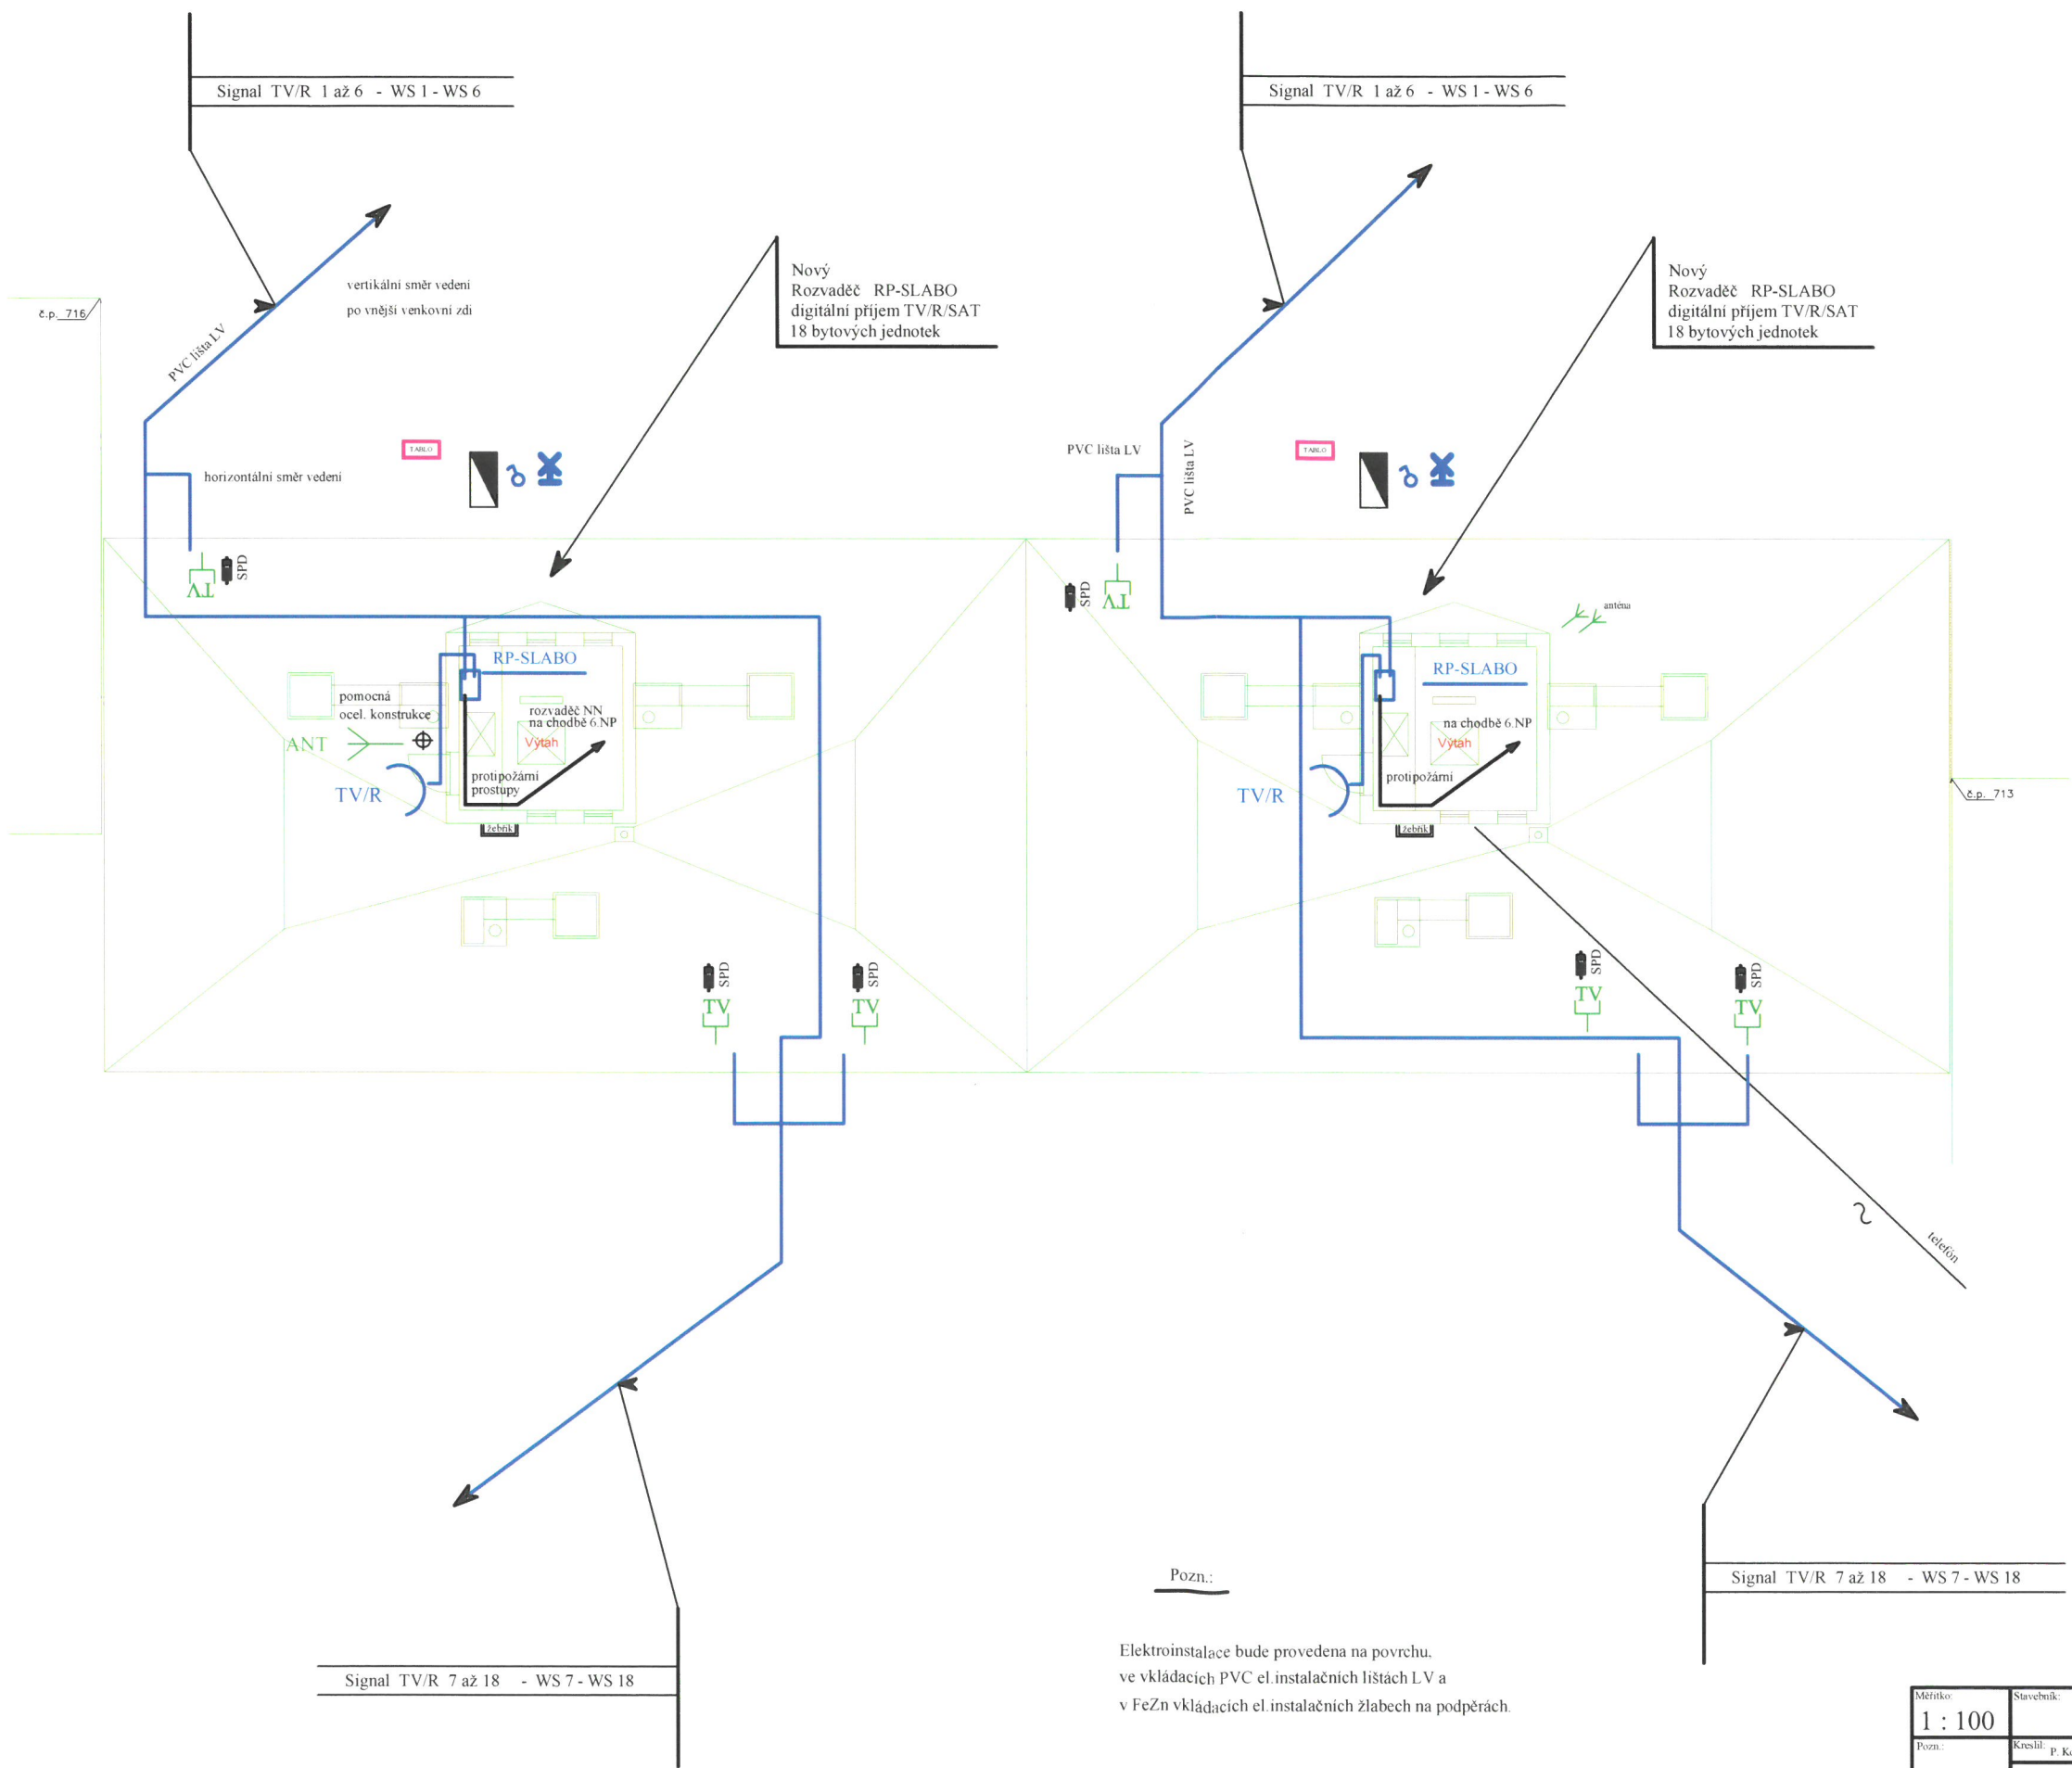 Signal TV/R 1 až 6 - WS 1 - WS 6
Signal TV/R 1 až 6 - WS 1 - WS 6
vertikální směr vedení
po vnější venkovní zdi
Nový
Rozvaděč RP-SLABO
digitální příjem TV/R/SAT
18 bytových jednotek
Nový
Rozvaděč RP-SLABO
digitální příjem TV/R/SAT
18 bytových jednotek
č.p. 716
PVC lišta LV
TABLO
horizontální směr vedení
PVC lišta LV
PVC lišta LV
TABLO
TV
SPD
SPD
TV
anténa
RP-SLABO
RP-SLABO
pomocná
ocel. konstrukce
rozvaděč NN
na chodbě 6.NP
Výtah
ANT
protipožární
prostupy
TV/R
žebřík
na chodbě 6.NP
Výtah
protipožární
TV/R
žebřík
č.p. 713
SPD
TV
SPD
TV
SPD
TV
SPD
TV
telefón
Signal TV/R 7 až 18 - WS 7 - WS 18
Signal TV/R 7 až 18 - WS 7 - WS 18
Pozn.:
Elektroinstalace bude provedena na povrchu,
ve vkládacích PVC el.instalačních lištách LV a
v FeZn vkládacích el.instalačních žlabech na podpěrách.
Měřítko:
1 : 100
Stavebník:
Pozn.:
Kreslil: P.